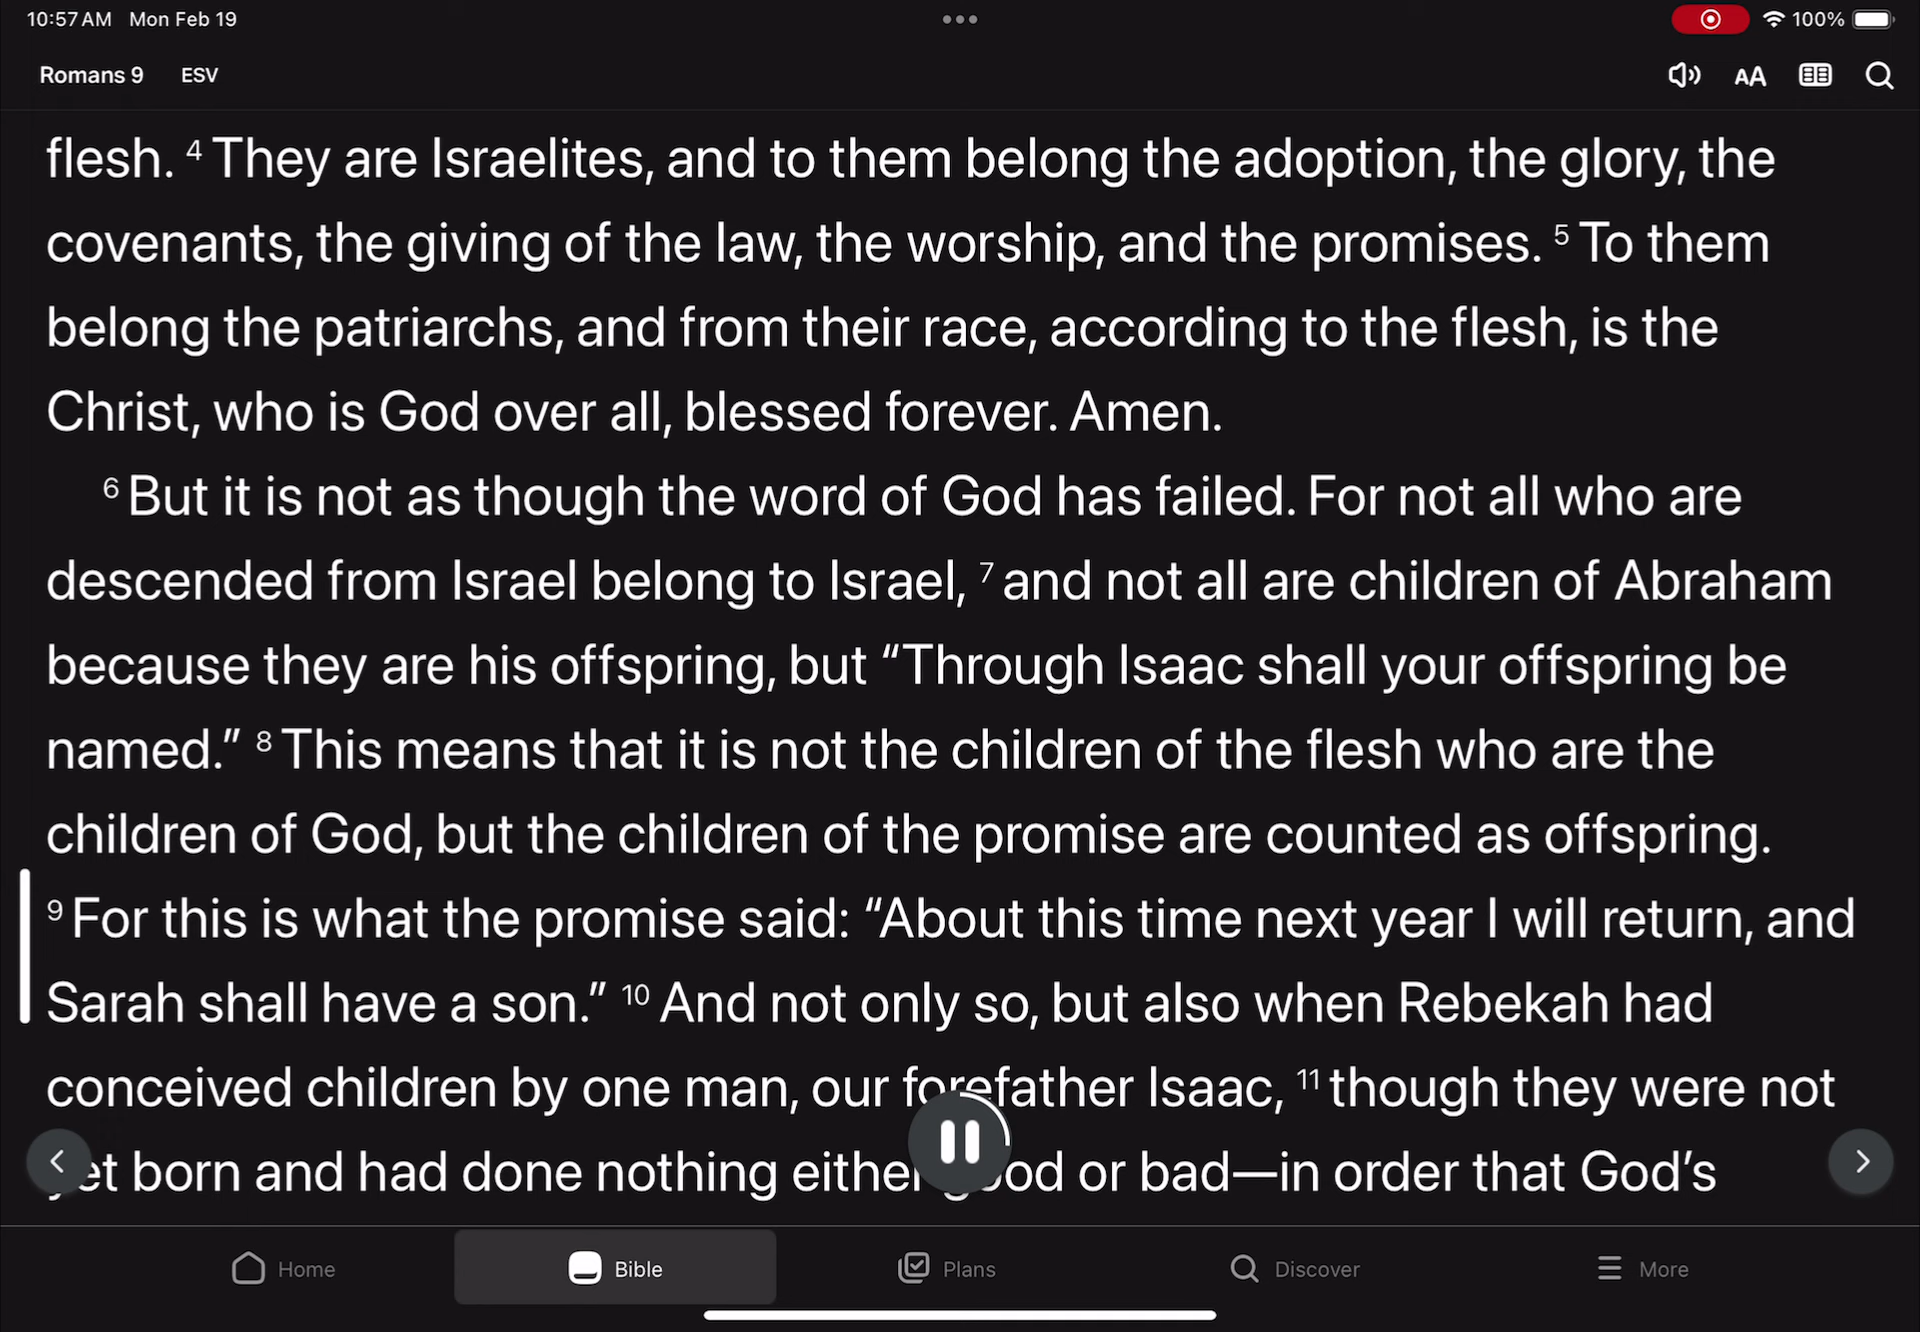 10:57 AM Mon Feb 19
100%
Romans 9 ESV
AA
flesh. 4 They are Israelites, and to them belong the adoption, the glory, the
covenants, the giving of the law, the worship, and the promises. 5 To them
belong the patriarchs, and from their race, according to the flesh, is the
Christ, who is God over all, blessed forever. Amen.
6 But it is not as though the word of God has failed. For not all who are
descended from Israel belong to Israel, 7 and not all are children of Abraham
because they are his offspring, but “Through Isaac shall your offspring be
named.” 8 This means that it is not the children of the flesh who are the
children of God, but the children of the promise are counted as offspring.
9 For this is what the promise said: “About this time next year I will return, and
Sarah shall have a son.” 10 And not only so, but also when Rebekah had
conceived children by one man, our forefather Isaac, 11 though they were not
yet born and had done nothing either good or bad—in order that God’s
Home Bible Plans Discover More